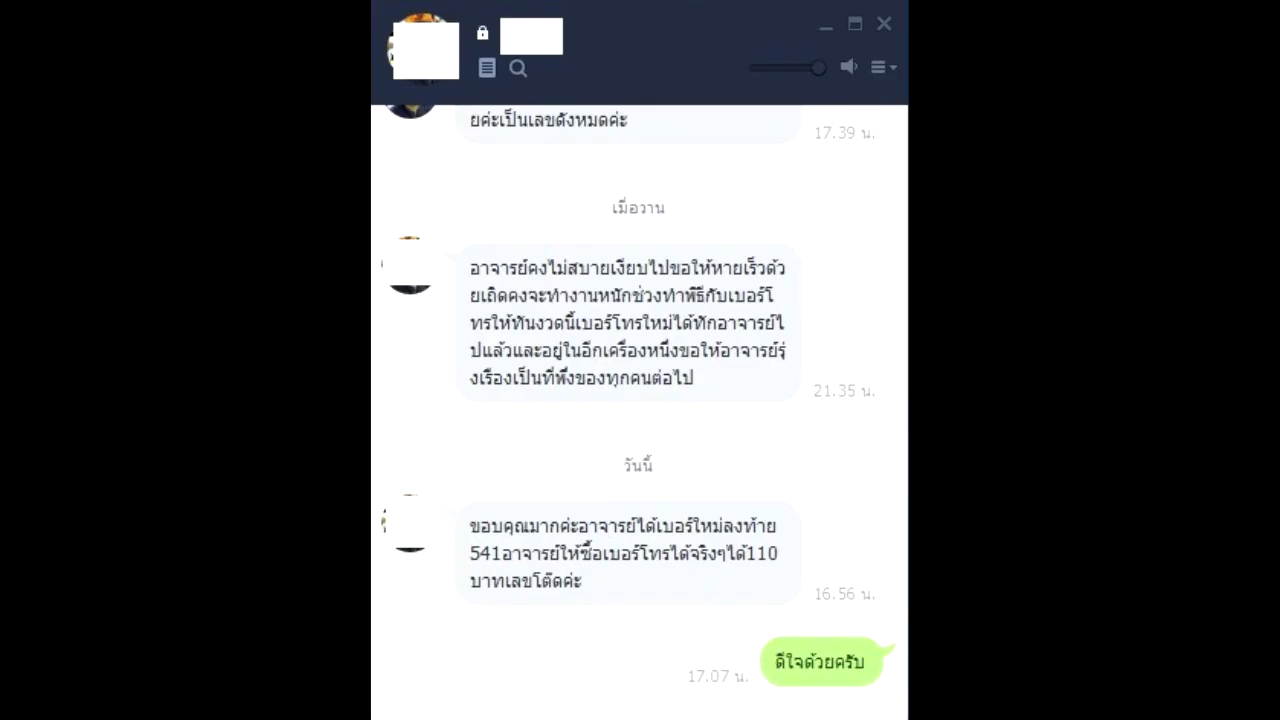 ยค่ะเป็นเลขดังหมดค่ะ
17.39 น.
เมื่อวาน
อาจารย์คงไม่สบายเงียบไปขอให้หายเร็วด้ว
ยเถิดคงจะทำงานหนักช่วงทำพิธีกับเบอร์โ
ทรให้ทันงวดนี้เบอร์โทรใหม่ได้ทักอาจารย์ไ
ปแล้วและอยู่ในอีกเครื่องหนึ่งขอให้อาจารย์รุ่
งเรืองเป็นที่พึ่งของทุกคนต่อไป
21.35 น.
วันนี้
ขอบคุณมากค่ะอาจารย์ได้เบอร์ใหม่ลงท้าย
541อาจารย์ให้ซื้อเบอร์โทรได้จริงๆได้110
บาทเลขโต๊ดค่ะ
16.56 น.
ดีใจด้วยครับ
17.07 น.